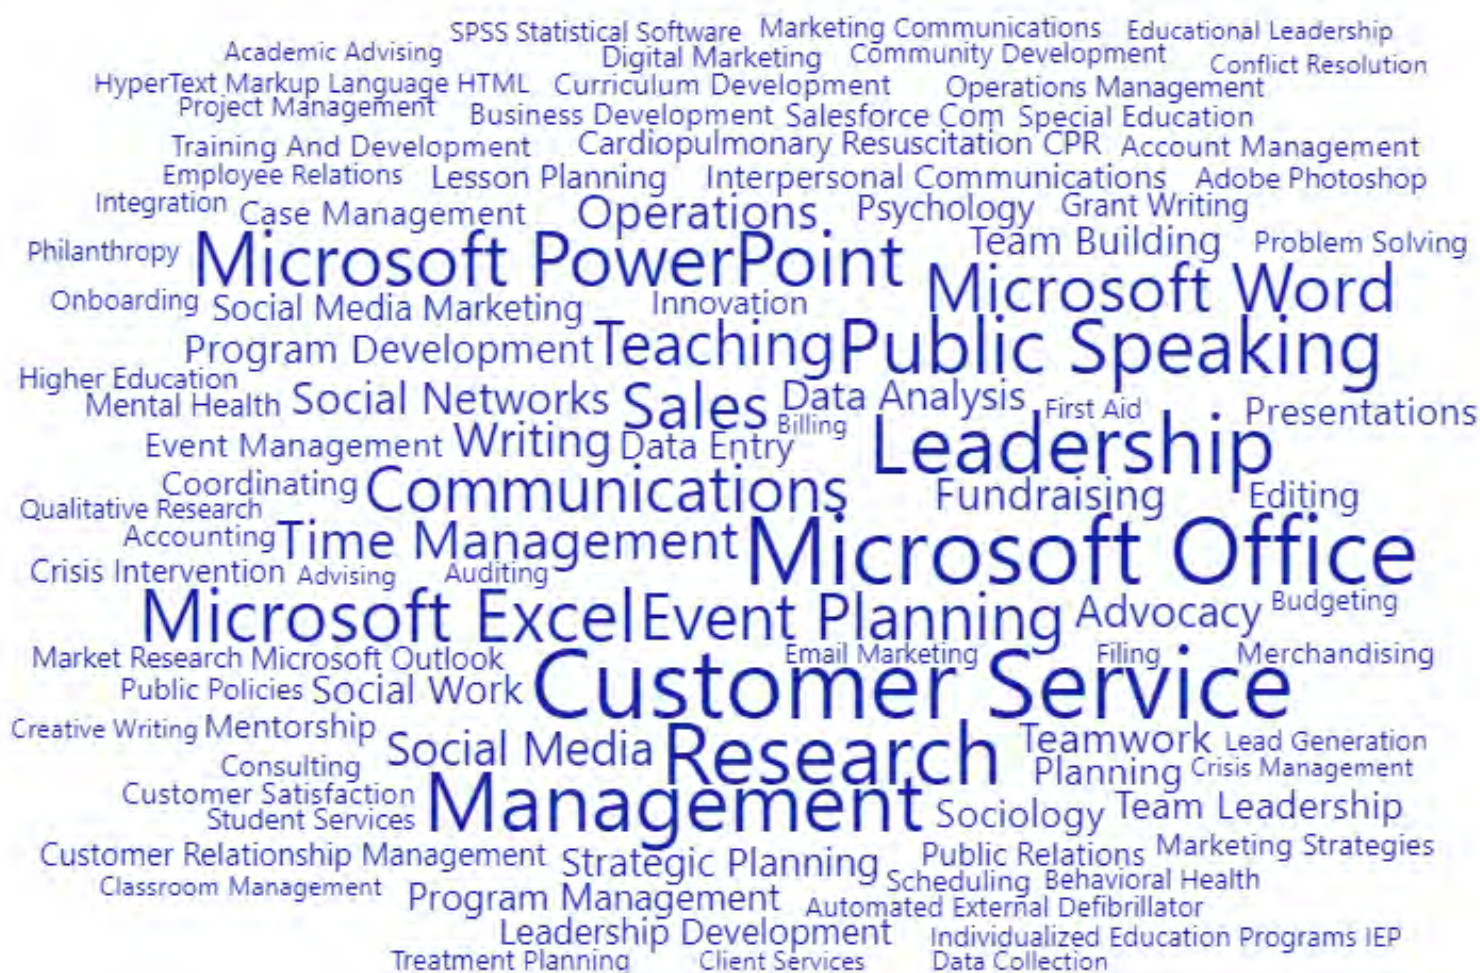 SPSS Statistical Software Marketing Communications Educational Leadership
Academic Advising Digital Marketing Community Development Conflict Resolution
HyperText Markup Language HTML Curriculum Development Operations Management
Project Management Business Development Salesforce Com Special Education
Training And Development Cardiopulmonary Resuscitation CPR Account Management
Employee Relations Lesson Planning Interpersonal Communications Adobe Photoshop
Integration Case Management Operations Psychology Grant Writing
Philanthropy Microsoft PowerPoint Team Building Problem Solving
Onboarding Social Media Marketing Innovation Microsoft Word
Program Development Teaching Public Speaking
Higher Education
Mental Health Social Networks Sales Data Analysis First Aid Presentations
Event Management Writing Data Entry Billing Leadership
Coordinating Communications Fundraising Editing
Qualitative Research
Accounting Time Management Microsoft Office
Crisis Intervention Advising Auditing
Microsoft Excel Event Planning Advocacy Budgeting
Market Research Microsoft Outlook Email Marketing Filing Merchandising
Public Policies Social Work Customer Service
Creative Writing Mentorship Social Media Research Teamwork Lead Generation
Consulting Planning Crisis Management
Customer Satisfaction Management Sociology Team Leadership
Student Services
Customer Relationship Management Strategic Planning Public Relations Marketing Strategies
Classroom Management Program Management Scheduling Behavioral Health
Automated External Defibrillator
Leadership Development Individualized Education Programs IEP
Treatment Planning Client Services Data Collection